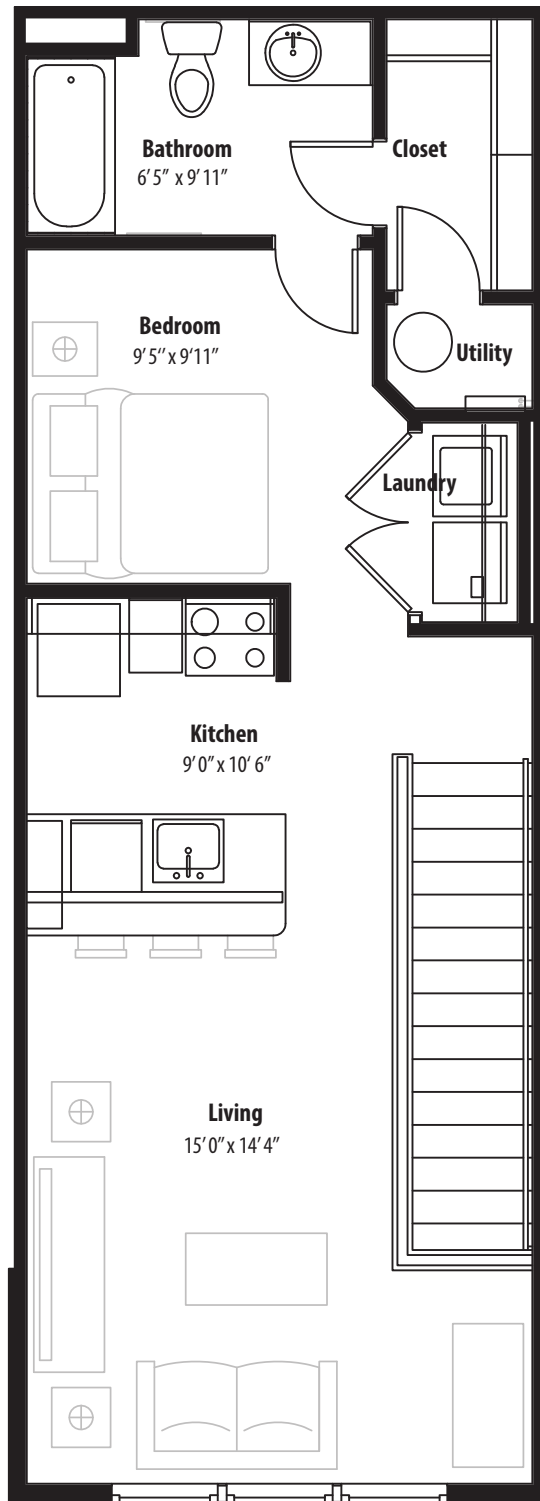 Bathroom
6'5" x 9'11"
Closet
Bedroom
9'5'' x 9'11"
Utility
Laundry
Kitchen
9'0" x 10' 6"
Living
15'0" x 14'4"